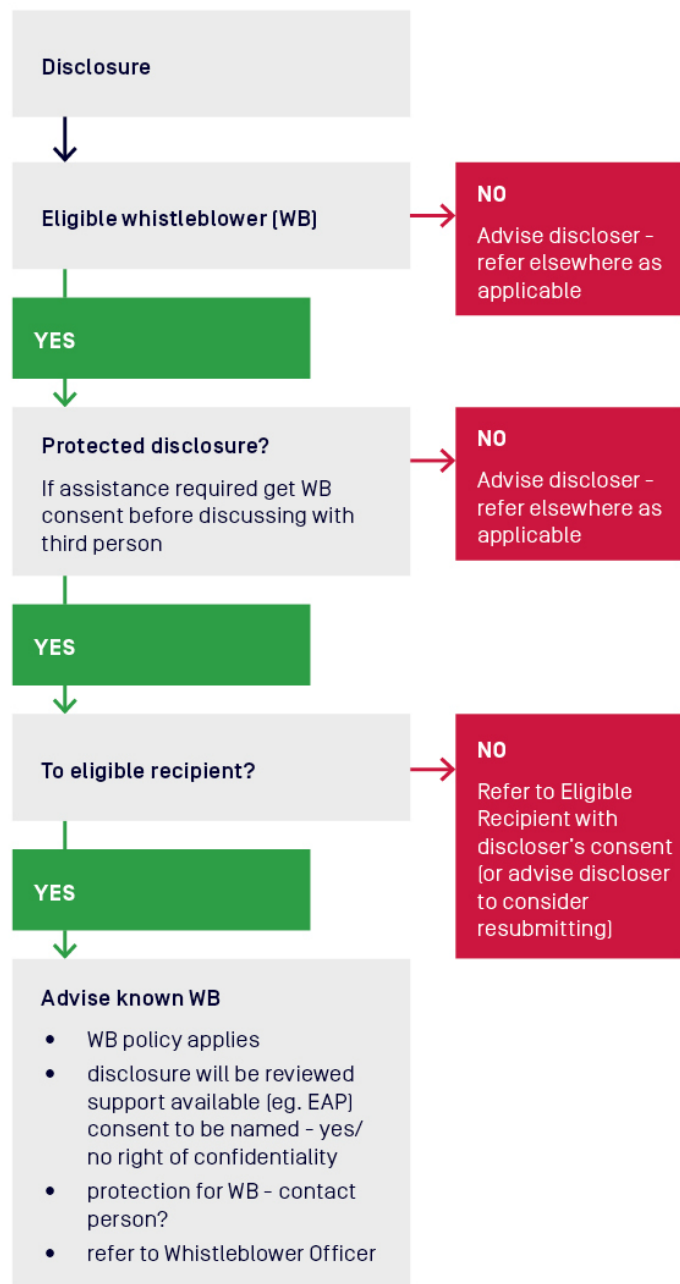 Disclosure
Eligible whistleblower (WB)
NO
Advise discloser -
refer elsewhere as
applicable
YES
Protected disclosure?
If assistance required get WB
consent before discussing with
third person
NO
Advise discloser -
refer elsewhere as
applicable
YES
To eligible recipient?
NO
Refer to Eligible
Recipient with
discloser's consent
(or advise discloser
to consider
resubmitting)
YES
Advise known WB
• WB policy applies
• disclosure will be reviewed
support available (eg. EAP)
consent to be named - yes/
no right of confidentiality
• protection for WB - contact
person?
• refer to Whistleblower Officer